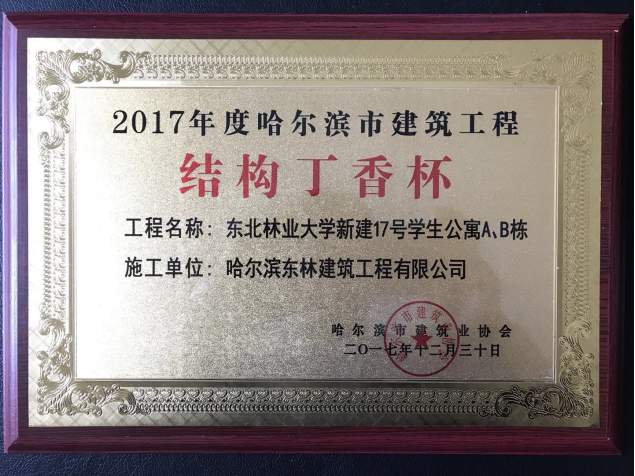 2017年度哈尔滨市建筑工程
结构丁香杯
工程名称：东北林业大学新建17号学生公寓A、B栋
施工单位：哈尔滨东林建筑工程有限公司
哈尔滨市建筑业协会
二〇一七年十二月三十日